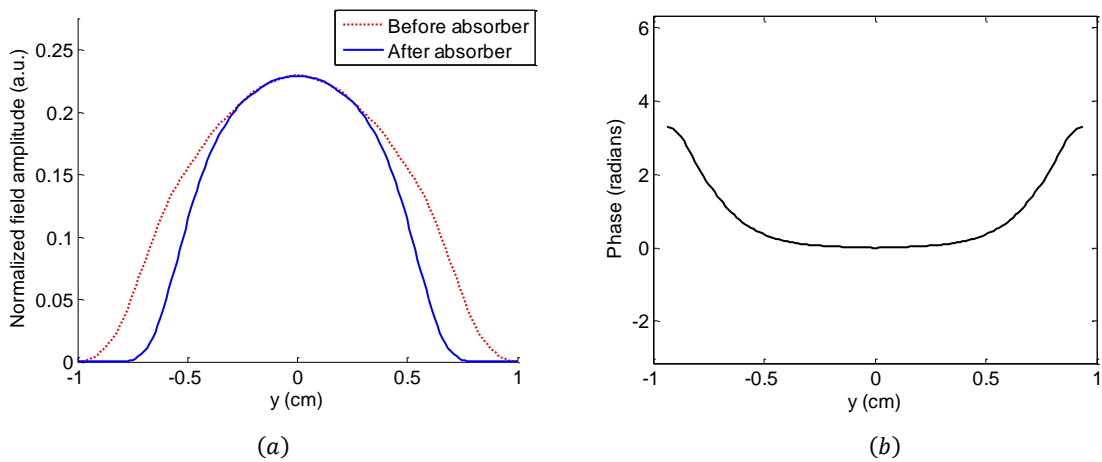 Before absorber
After absorber
Normalized field amplitude (a.u.)
0.25
0.2
0.15
0.1
0.05
0
-1
-0.5
0
0.5
1
y (cm)
(a)
Phase (radians)
6
4
2
0
-2
-1
-0.5
0
0.5
1
y (cm)
(b)